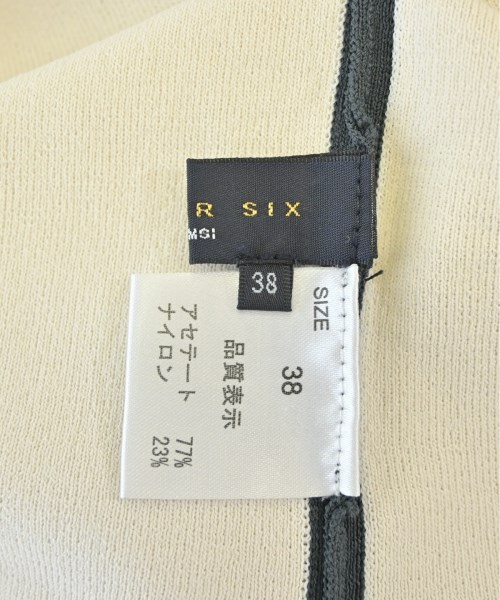 R SIX
MSI
38
SIZE
38
品質表示
アセテート 77%
ナイロン 23%